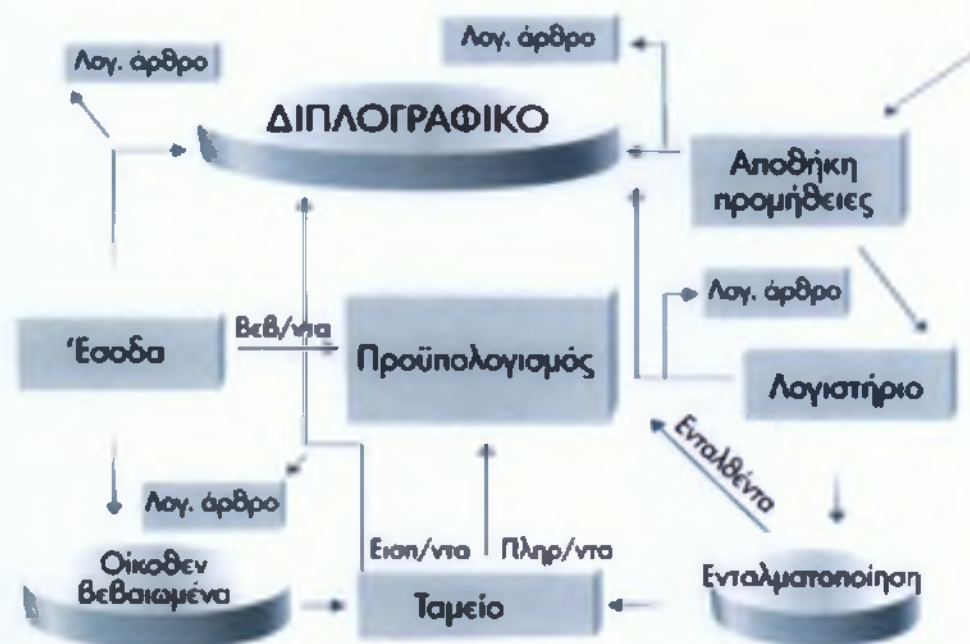 Λογ. άρθρο
Λογ. άρθρο
ΔΙΠΛΟΓΡΑΦΙΚΟ
Αποθήκη
προμήθειες
Λογ. άρθρο
Έσοδα
Βεβ/ντα
Προϋπολογισμός
Λογιστήριο
Ενταλθέντα
Λογ. άρθρο
Οίκοθεν
βεβαιωμένα
Εισπ/ντα
Πληρ/ντα
Ταμείο
Ενταλματοποίηση